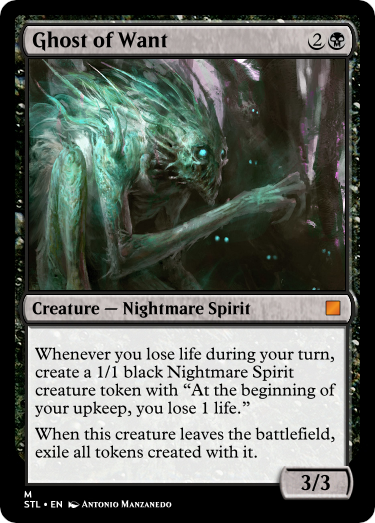 Ghost of Want 2
Creature — Nightmare Spirit
Whenever you lose life during your turn,
create a 1/1 black Nightmare Spirit
creature token with “At the beginning of
your upkeep, you lose 1 life.”
When this creature leaves the battlefield,
exile all tokens created with it.
3/3
M
STL • EN Antonio Manzanedo